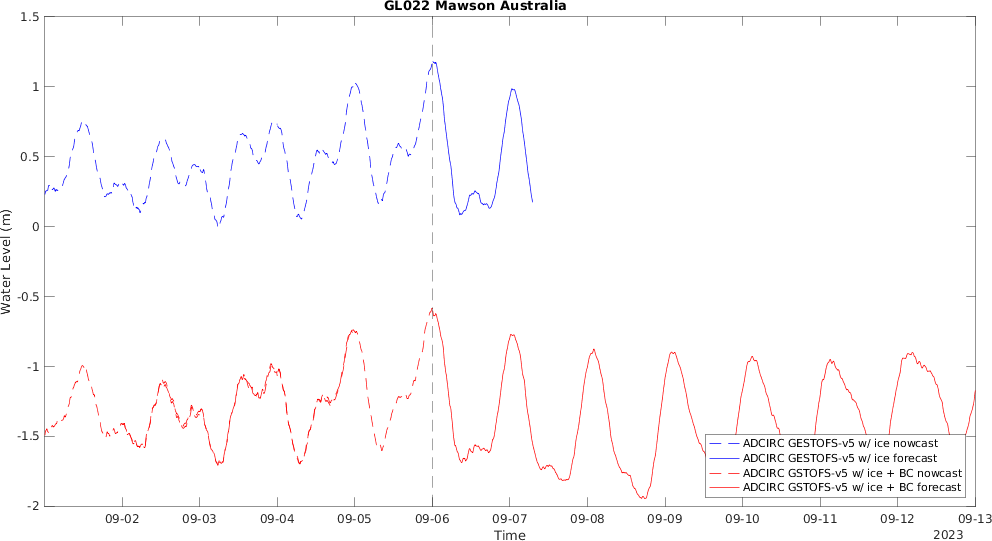 GL022 Mawson Australia
1.5
1
0.5
0
-0.5
-1
-1.5
-2
Water Level (m)
ADCIRC GESTOFS-v5 w/ ice nowcast
ADCIRC GESTOFS-v5 w/ ice forecast
ADCIRC GSTOFS-v5 w/ ice + BC nowcast
ADCIRC GSTOFS-v5 w/ ice + BC forecast
09-02 09-03 09-04 09-05 09-06 09-07 09-08 09-09 09-10 09-11 09-12 09-13
Time
2023